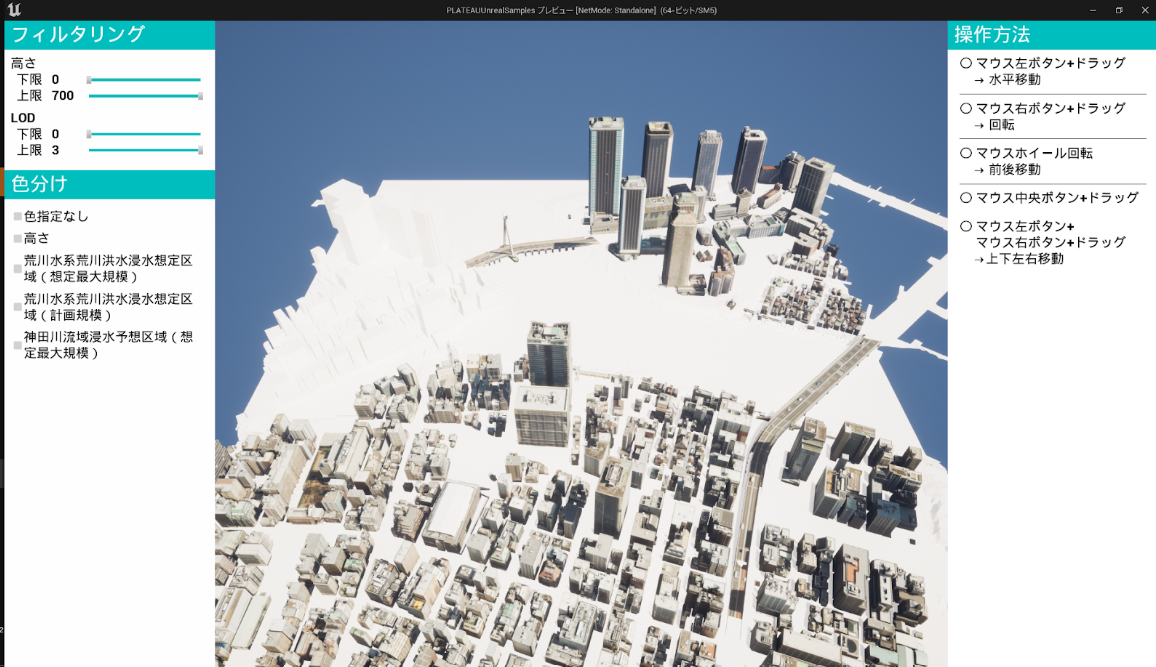 PLATEAUUnrealSamples プレビュー [NetMode: Standalone] (64-ビット/SM5)
フィルタリング
高さ
下限 0
上限 700
LOD
下限 0
上限 3
色分け
色指定なし
高さ
荒川水系荒川洪水浸水想定区
域（想定最大規模）
荒川水系荒川洪水浸水想定区
域（計画規模）
神田川流域浸水予想区域（想
定最大規模）
操作方法
○ マウス左ボタン+ドラッグ
→ 水平移動
○ マウス右ボタン+ドラッグ
→ 回転
○ マウスホイール回転
→ 前後移動
○ マウス中央ボタン+ドラッグ
○ マウス左ボタン+
マウス右ボタン+ドラッグ
→上下左右移動
2